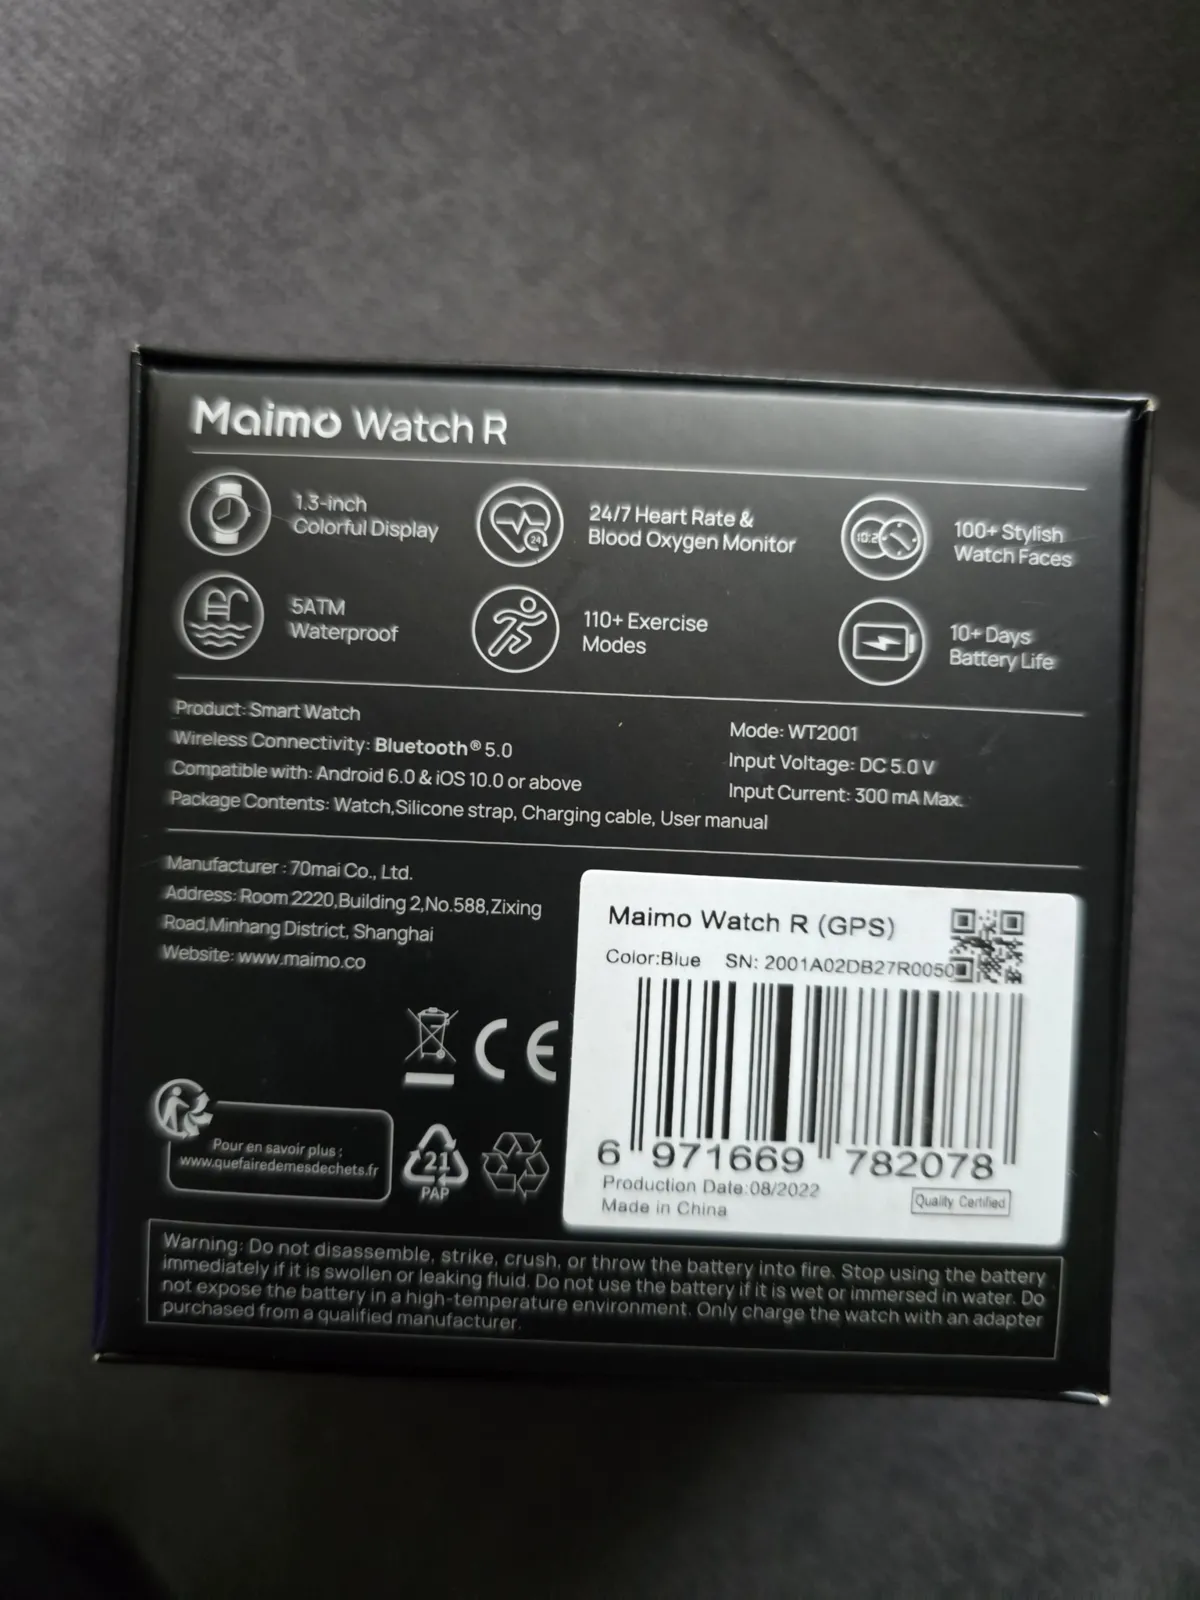 Maimo Watch R
1.3-inch
Colorful Display
24/7 Heart Rate &
Blood Oxygen Monitor
24
10:2
100+ Stylish
Watch Faces
5ATM
Waterproof
110+ Exercise
Modes
10+ Days
Battery Life
Product: Smart Watch
Wireless Connectivity: Bluetooth® 5.0
Compatible with: Android 6.0 & iOS 10.0 or above
Package Contents: Watch,Silicone strap, Charging cable, User manual
Mode: WT2001
Input Voltage: DC 5.0 V
Input Current: 300 mA Max.
Manufacturer : 70mai Co., Ltd.
Address: Room 2220,Building 2,No.588,Zixing
Road,Minhang District, Shanghai
Website: www.maimo.co
CE
Pour en savoir plus :
www.quefairedemesdechets.fr
21
PAP
Maimo Watch R (GPS)
Color:Blue SN: 2001A02DB27R0050
6 971669 782078
Production Date:08/2022
Made in China
Quality Certified
Warning: Do not disassemble, strike, crush, or throw the battery into fire. Stop using the battery
immediately if it is swollen or leaking fluid. Do not use the battery if it is wet or immersed in water. Do
not expose the battery in a high-temperature environment. Only charge the watch with an adapter
purchased from a qualified manufacturer.